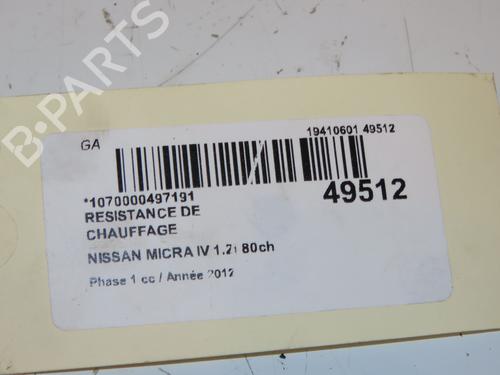 B-PARTS
GA
19410601 49512
*1070000497191
49512
RESISTANCE DE
CHAUFFAGE
NISSAN MICRA IV 1.2i 80ch
Phase 1 cc / Année 2012